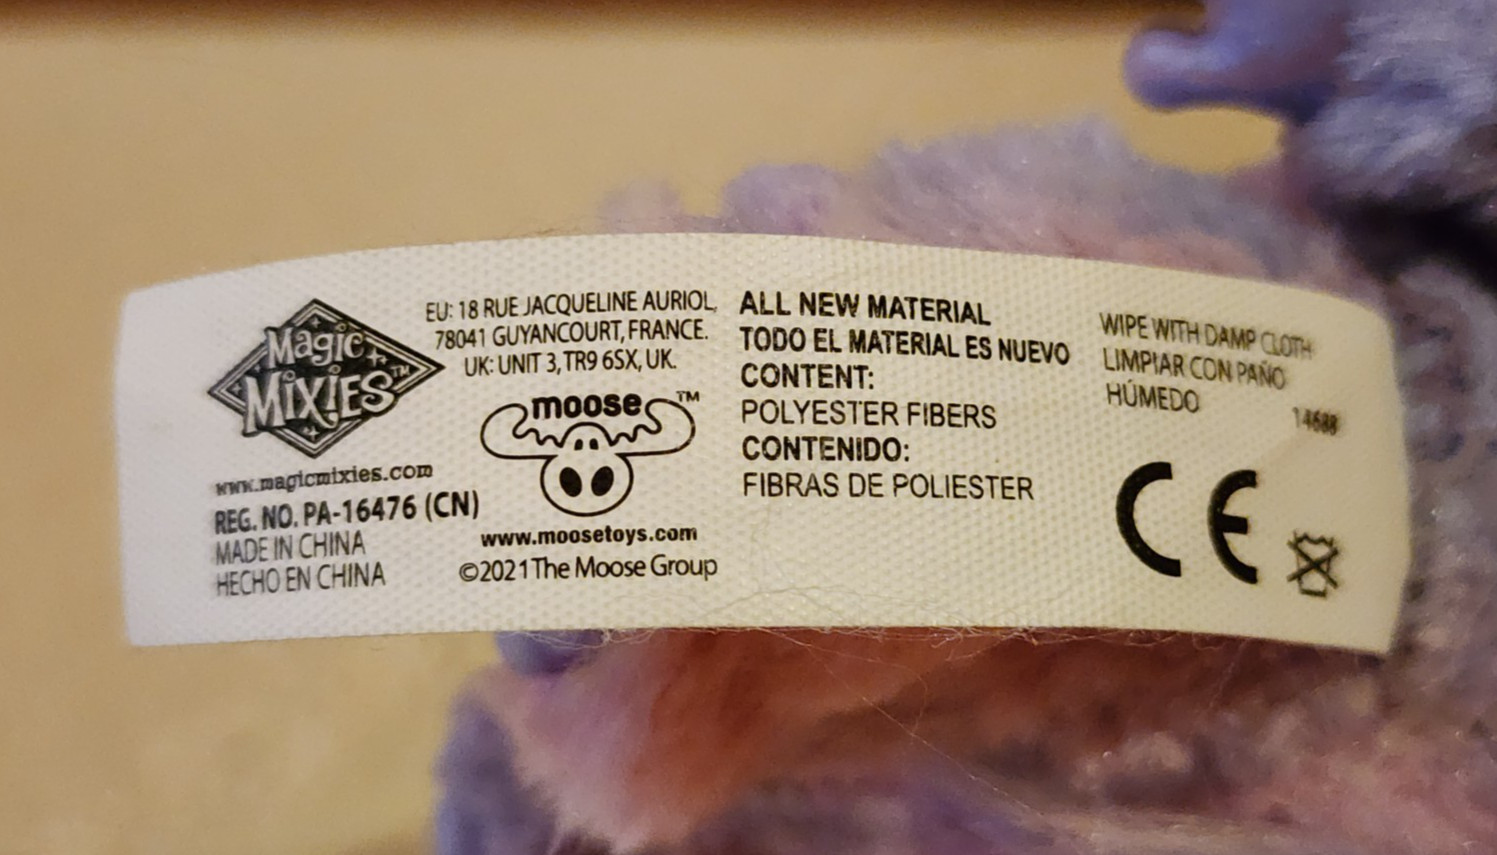 Magic
MIXIES™
www.magicmixies.com
REG. NO. PA-16476 (CN)
MADE IN CHINA
HECHO EN CHINA
EU: 18 RUE JACQUELINE AURIOL,
78041 GUYANCOURT, FRANCE.
UK: UNIT 3, TR9 6SX, UK.
moose™
www.moosetoys.com
©2021 The Moose Group
ALL NEW MATERIAL
TODO EL MATERIAL ES NUEVO
CONTENT:
POLYESTER FIBERS
CONTENIDO:
FIBRAS DE POLIESTER
WIPE WITH DAMP CLOTH
LIMPIAR CON PAÑO
HÚMEDO
14688
CE